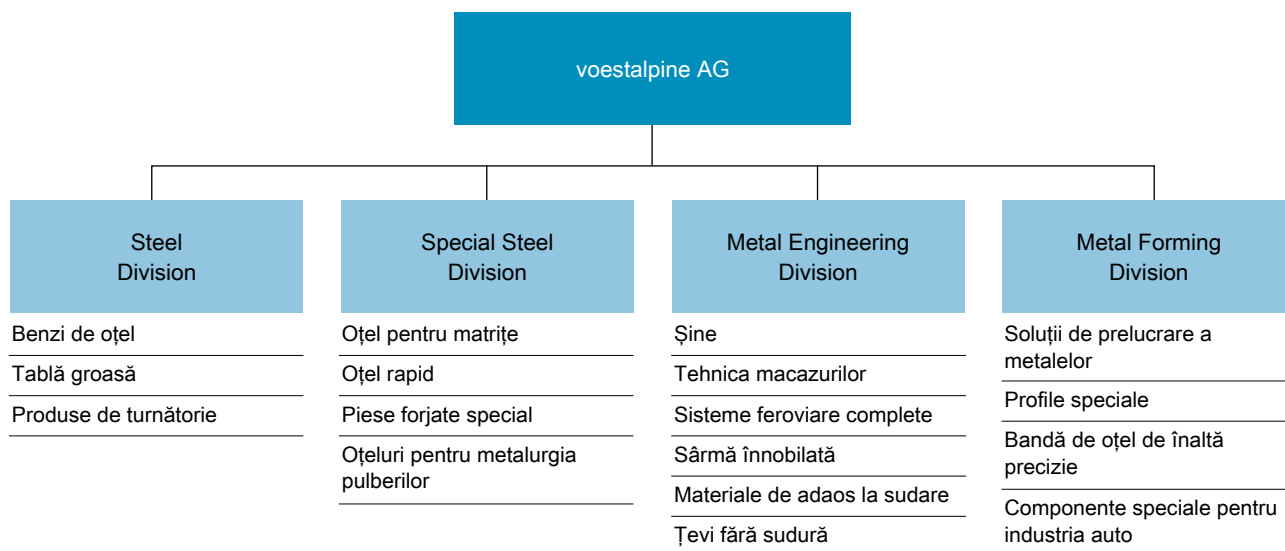 voestalpine AG
Steel
Division
Benzi de oțel
Tablă groasă
Produse de turnătorie
Special Steel
Division
Oțel pentru matrițe
Oțel rapid
Piese forjate special
Oțeluri pentru metalurgia
pulberilor
Metal Engineering
Division
Șine
Tehnica macazurilor
Sisteme feroviare complete
Sârmă înnobilată
Materiale de adaos la sudare
Țevi fără sudură
Metal Forming
Division
Soluții de prelucrare a
metalelor
Profile speciale
Bandă de oțel de înaltă
precizie
Componente speciale pentru
industria auto